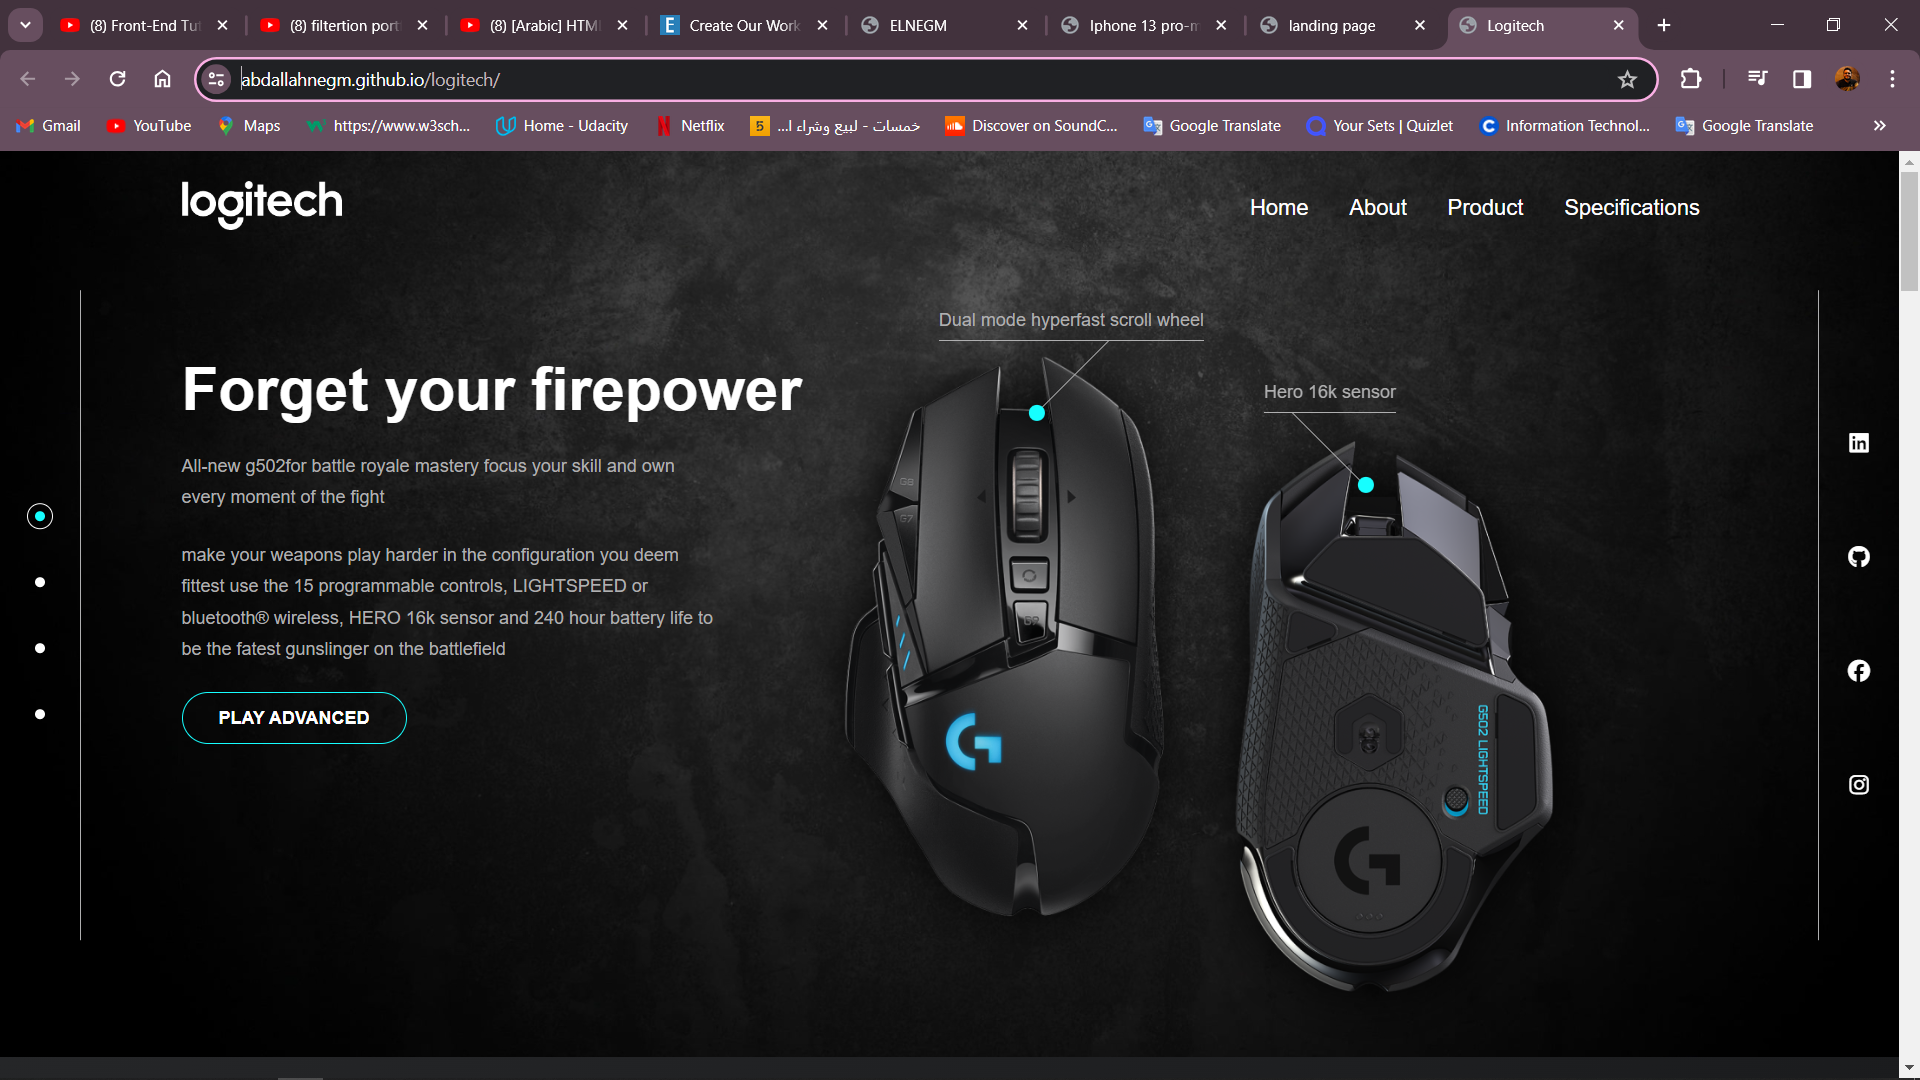 (8) Front-End Tu
(8) filtertion port
(8) [Arabic] HTM
Create Our Work
ELNEGM
Iphone 13 pro-m
landing page
Logitech
abdallahnegm.github.io/logitech/
Gmail
YouTube
Maps
https://www.w3sch...
Home - Udacity
Netflix
5
خمسات - لبيع وشراء ا...
Discover on SoundC...
Google Translate
Your Sets | Quizlet
Information Technol...
Google Translate
logitech
Home
About
Product
Specifications
Dual mode hyperfast scroll wheel
Hero 16k sensor
Forget your firepower
All-new g502for battle royale mastery focus your skill and own
every moment of the fight
make your weapons play harder in the configuration you deem
fittest use the 15 programmable controls, LIGHTSPEED or
bluetooth® wireless, HERO 16k sensor and 240 hour battery life to
be the fatest gunslinger on the battlefield
PLAY ADVANCED
G8
G7
G9
G502 LIGHTSPEED